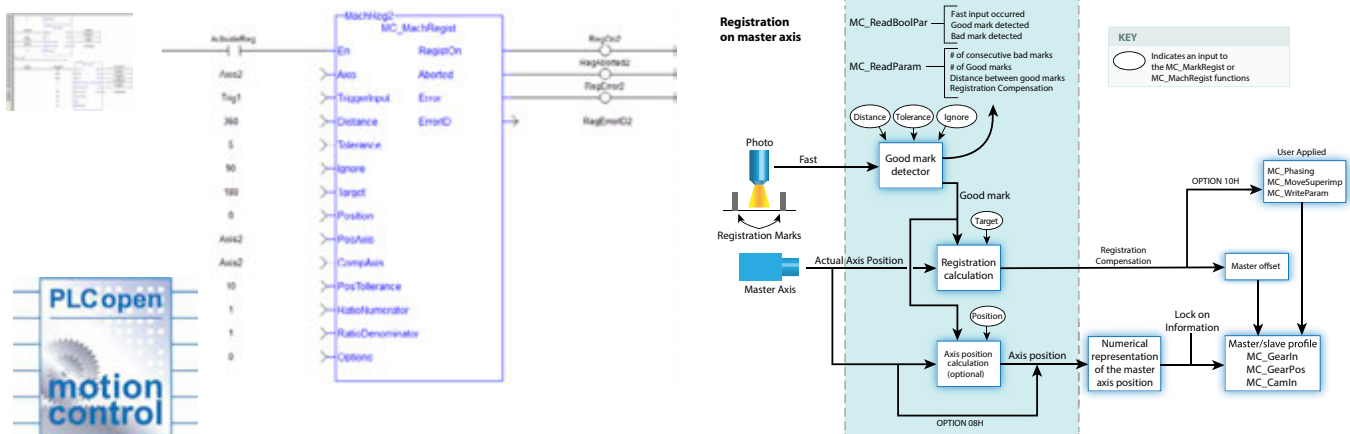 MC_MachRegist
En
RegistOn
Axis
Aborted
TriggerInput
Error
Distance
ErrorID
Tolerance
Ignore
Target
Position
PosAxis
CompAxis
PosTollerance
RatioNumerator
RatioDenominator
Options
Axis2
Trig1
360
5
90
180
0
Axis2
Axis2
10
1
1
0
RegOn2
RegAborted2
RegError2
RegErrorID2
PLCopen
motion
control
Registration
on master axis
MC_ReadBoolPar
Fast input occurred
Good mark detected
Bad mark detected
MC_ReadParam
# of consecutive bad marks
# of Good marks
Distance between good marks
Registration Compensation
KEY
Indicates an input to
the MC_MarkRegist or
MC_MachRegist functions
Distance
Tolerance
Ignore
Photo
Fast
Good mark
detector
Good mark
Registration Marks
Target
Actual Axis Position
Master Axis
Registration
calculation
Registration
Compensation
OPTION 10H
User Applied
MC_Phasing
MC_MoveSuperimp
MC_WriteParam
Master offset
Position
Axis position
calculation
(optional)
Axis position
OPTION 08H
Numerical
representation
of the master
axis position
Lock on
Information
Master/slave profile
MC_GearIn
MC_GearPos
MC_CamIn